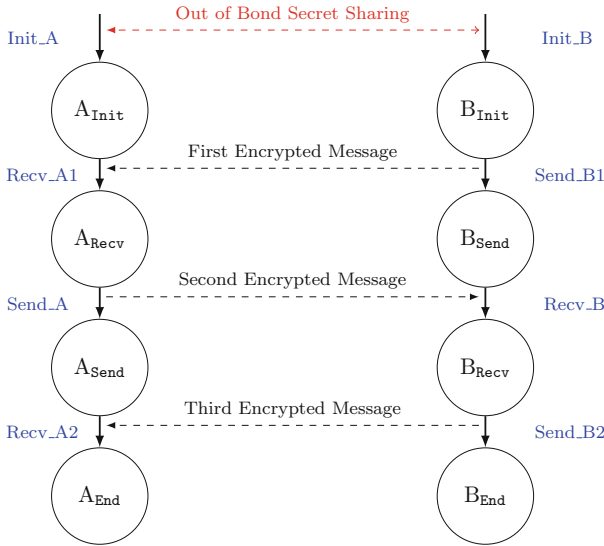 Out of Bond Secret Sharing
Init_A
Init_B
A_Init
B_Init
First Encrypted Message
Recv_A1
Send_B1
A_Recv
B_Send
Second Encrypted Message
Send_A
Recv_B
A_Send
B_Recv
Third Encrypted Message
Recv_A2
Send_B2
A_End
B_End